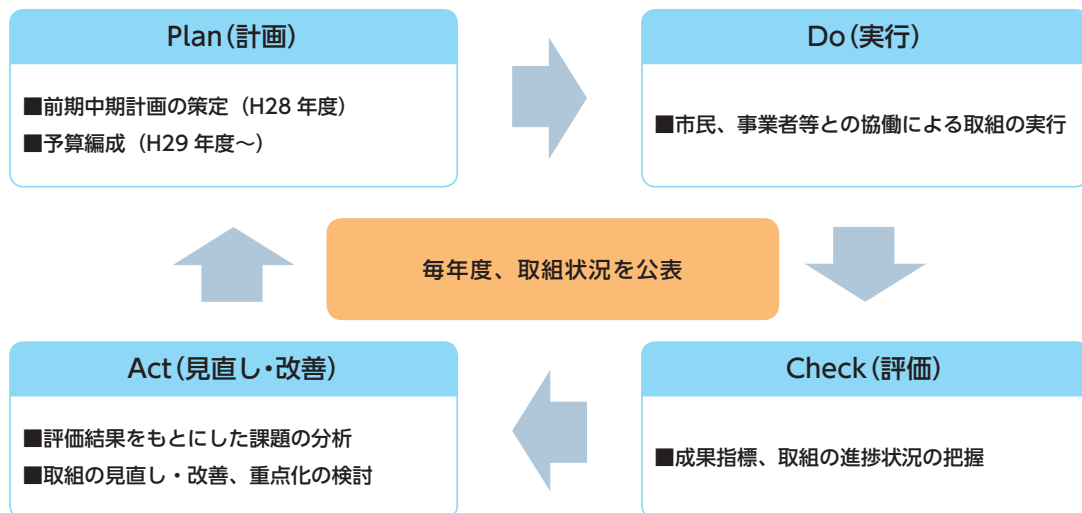 Plan(計画)
■前期中期計画の策定（H28 年度）
■予算編成（H29 年度〜）
Do(実行)
■市民、事業者等との協働による取組の実行
毎年度、取組状況を公表
Act(見直し・改善)
■評価結果をもとにした課題の分析
■取組の見直し・改善、重点化の検討
Check(評価)
■成果指標、取組の進捗状況の把握